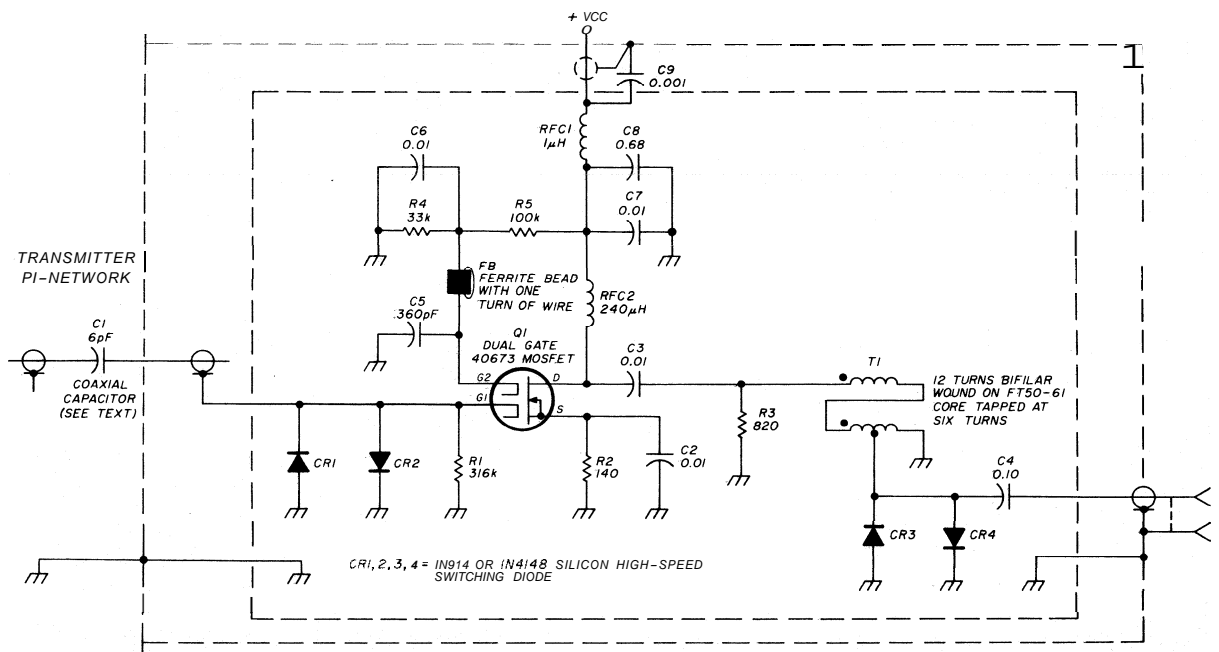 + VCC
1
C9
0.001
RFC1
1μH
C6
0.01
C8
0.68
R4
33k
R5
100k
C7
0.01
TRANSMITTER
PI-NETWORK
FB
FERRITE BEAD
WITH ONE
TURN OF WIRE
RFC2
240μH
C5
.360pF
C1
6pF
Q1
DUAL GATE
40673 MOSFET
C3
0.01
T1
COAXIAL
CAPACITOR
(SEE TEXT)
G2
D
G1
S
12 TURNS BIFILAR
WOUND ON FT50-61
CORE TAPPED AT
SIX TURNS
R3
820
CR1
CR2
R1
316k
R2
140
C2
0.01
C4
0.10
CR3
CR4
CR1,2,3,4 = IN914 OR IN4148 SILICON HIGH-SPEED
SWITCHING DIODE